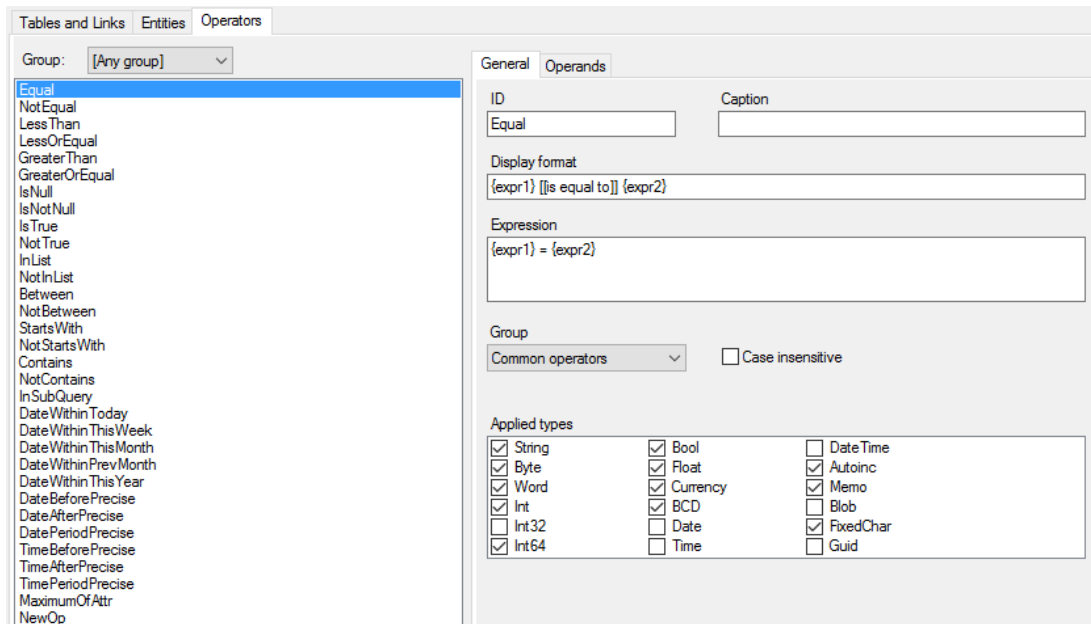 Tables and Links Entities Operators
Group: [Any group]
Equal
NotEqual
LessThan
LessOrEqual
GreaterThan
GreaterOrEqual
IsNull
IsNotNull
IsTrue
NotTrue
InList
NotInList
Between
NotBetween
StartsWith
NotStartsWith
Contains
NotContains
InSubQuery
DateWithinToday
DateWithinThisWeek
DateWithinThisMonth
DateWithinPrevMonth
DateWithinThisYear
DateBeforePrecise
DateAfterPrecise
DatePeriodPrecise
TimeBeforePrecise
TimeAfterPrecise
TimePeriodPrecise
MaximumOfAttr
NewOp
General Operands
ID Caption
Equal
Display format
{expr1} [[is equal to]] {expr2}
Expression
{expr1} = {expr2}
Group
Common operators Case insensitive
Applied types
String Bool DateTime
Byte Float Autoinc
Word Currency Memo
Int BCD Blob
Int32 Date FixedChar
Int64 Time Guid